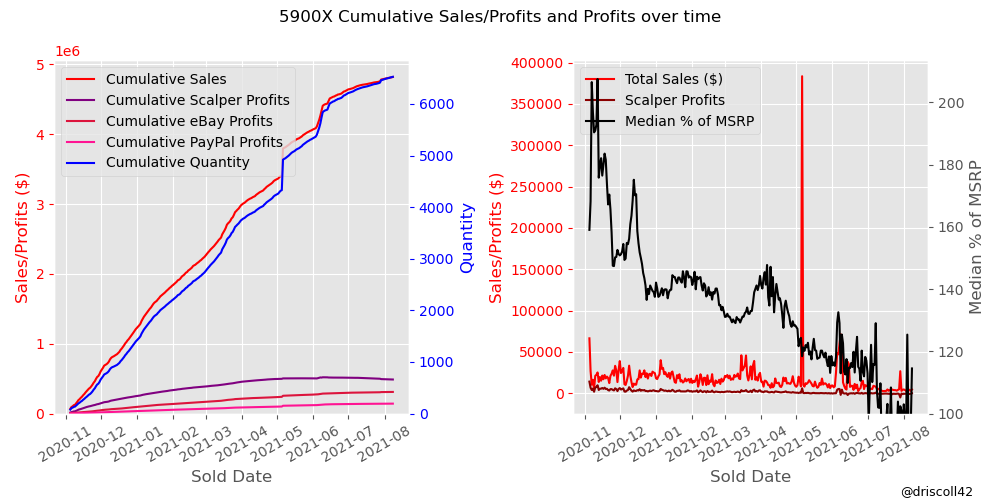 5900X Cumulative Sales/Profits and Profits over time
1e6
Cumulative Sales
Cumulative Scalper Profits
Cumulative eBay Profits
Cumulative PayPal Profits
Cumulative Quantity
5
4
3
2
1
0
Sales/Profits ($)
6000
5000
4000
3000
2000
1000
0
Quantity
2020-11
2020-12
2021-01
2021-02
2021-03
2021-04
2021-05
2021-06
2021-07
2021-08
Sold Date
Total Sales ($)
Scalper Profits
Median % of MSRP
400000
350000
300000
250000
200000
150000
100000
50000
0
Sales/Profits ($)
200
180
160
140
120
100
Median % of MSRP
2020-11
2020-12
2021-01
2021-02
2021-03
2021-04
2021-05
2021-06
2021-07
2021-08
Sold Date
@driscoll42